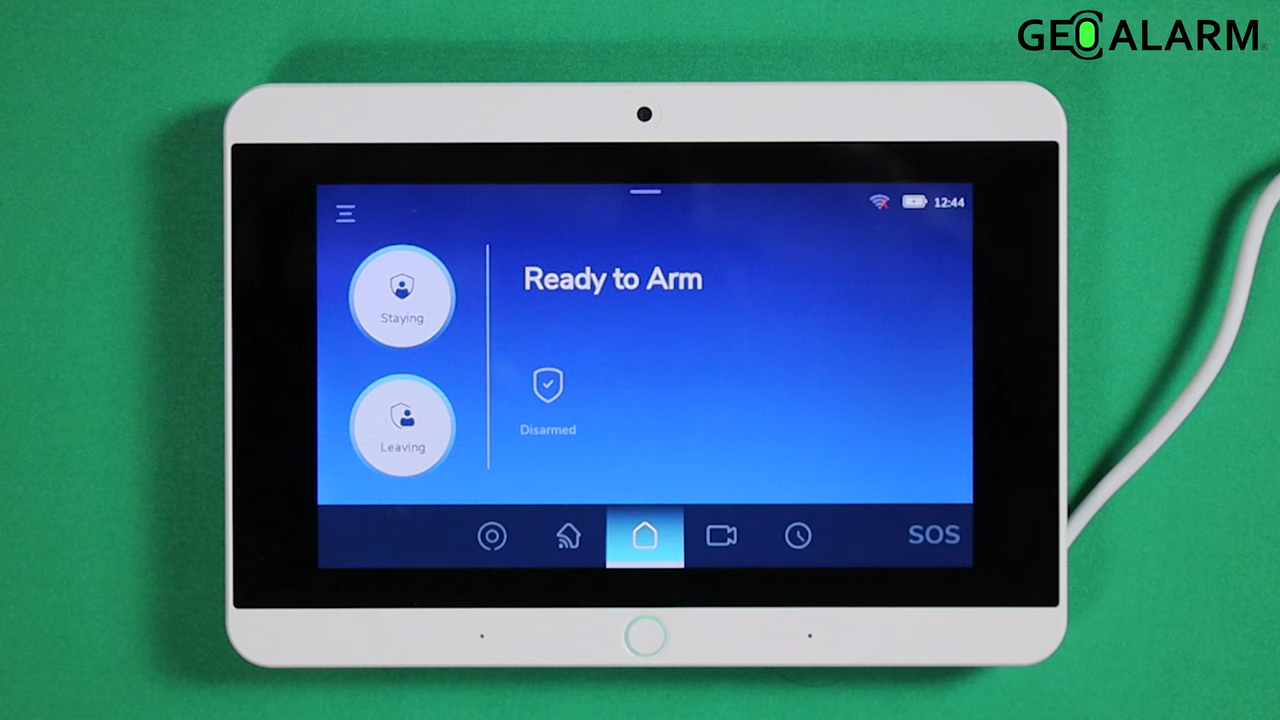 GEOALARM®
12:44
Staying
Ready to Arm
Leaving
Disarmed
SOS